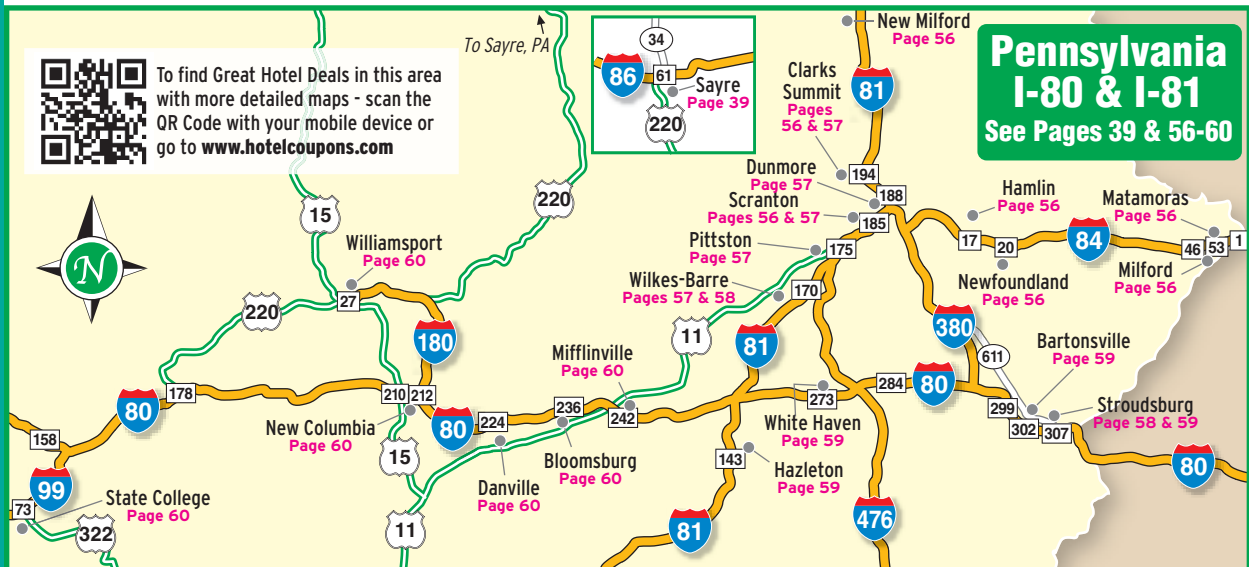 To Sayre, PA
34
86
61
Sayre
Page 39
220
New Milford
Page 56
Pennsylvania
I-80 & I-81
See Pages 39 & 56-60
To find Great Hotel Deals in this area
with more detailed maps - scan the
QR Code with your mobile device or
go to www.hotelcoupons.com
Clarks
Summit
Pages
56 & 57
81
194
Dunmore
Page 57
188
Scranton
Pages 56 & 57
185
Hamlin
Page 56
Matamoras
Page 56
17
20
84
46
53
1
Newfoundland
Page 56
Milford
Page 56
N
15
220
Williamsport
Page 60
27
220
180
Pittston
Page 57
175
Wilkes-Barre
Pages 57 & 58
170
11
81
380
611
Bartonsville
Page 59
Mifflinville
Page 60
178
80
210
212
New Columbia
Page 60
80
224
236
242
273
284
80
299
302
307
Stroudsburg
Page 58 & 59
White Haven
Page 59
158
99
73
State College
Page 60
322
15
11
Danville
Page 60
Bloomsburg
Page 60
143
Hazleton
Page 59
81
476
80